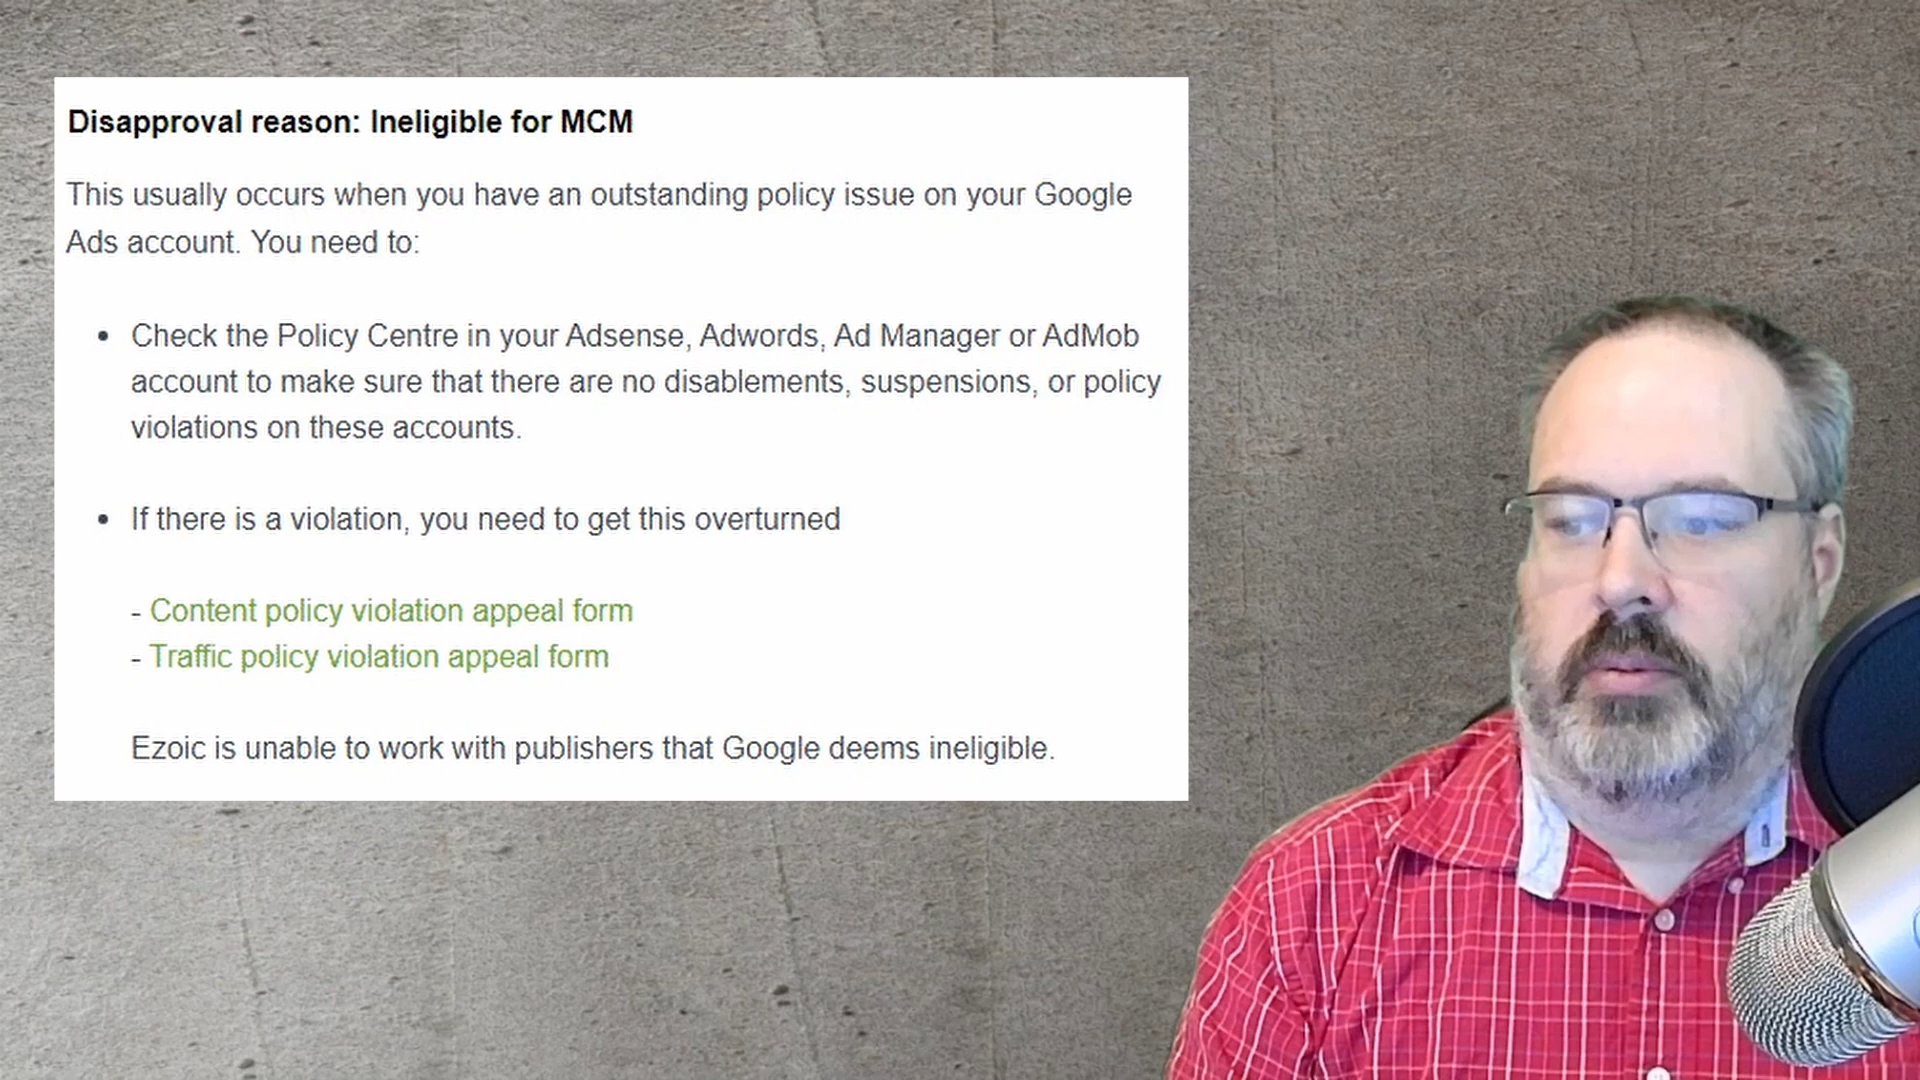 Disapproval reason: Ineligible for MCM
This usually occurs when you have an outstanding policy issue on your Google
Ads account. You need to:
• Check the Policy Centre in your Adsense, Adwords, Ad Manager or AdMob
account to make sure that there are no disablements, suspensions, or policy
violations on these accounts.
• If there is a violation, you need to get this overturned
- Content policy violation appeal form
- Traffic policy violation appeal form
Ezoic is unable to work with publishers that Google deems ineligible.